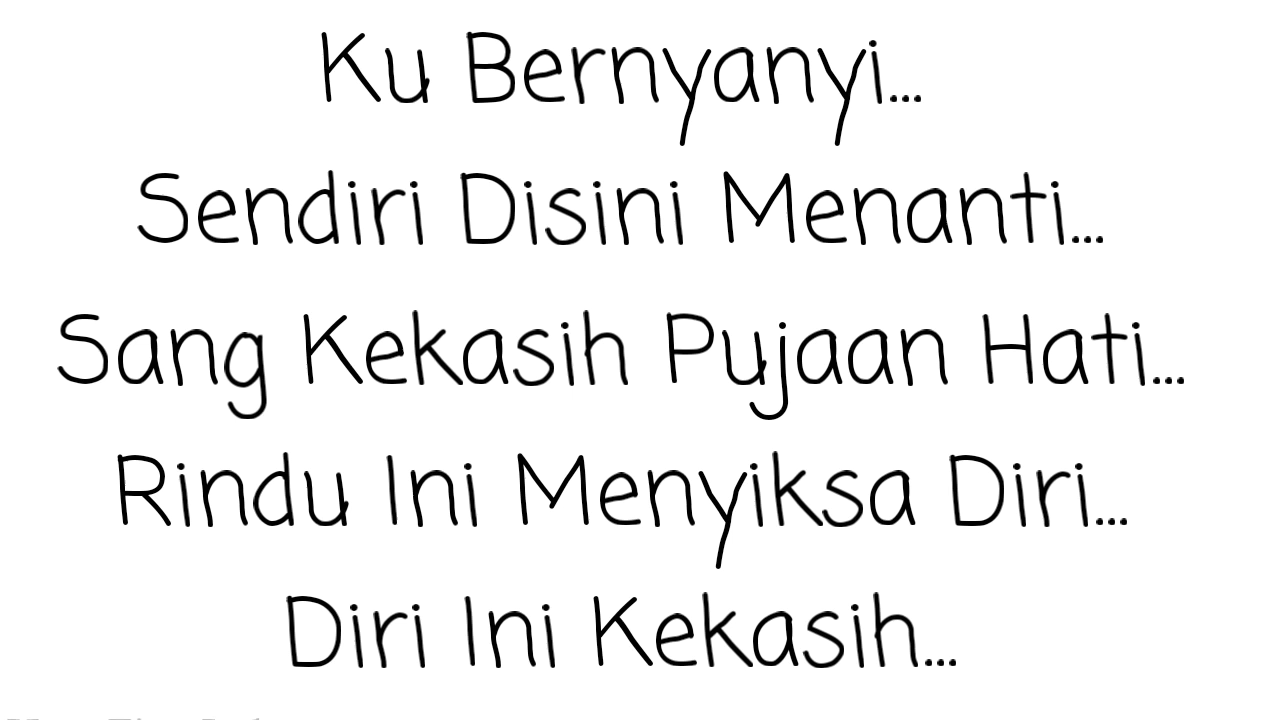 Ku Bernyanyi...
Sendiri Disini Menanti...
Sang Kekasih Pujaan Hati...
Rindu Ini Menyiksa Diri...
Diri Ini Kekasih...